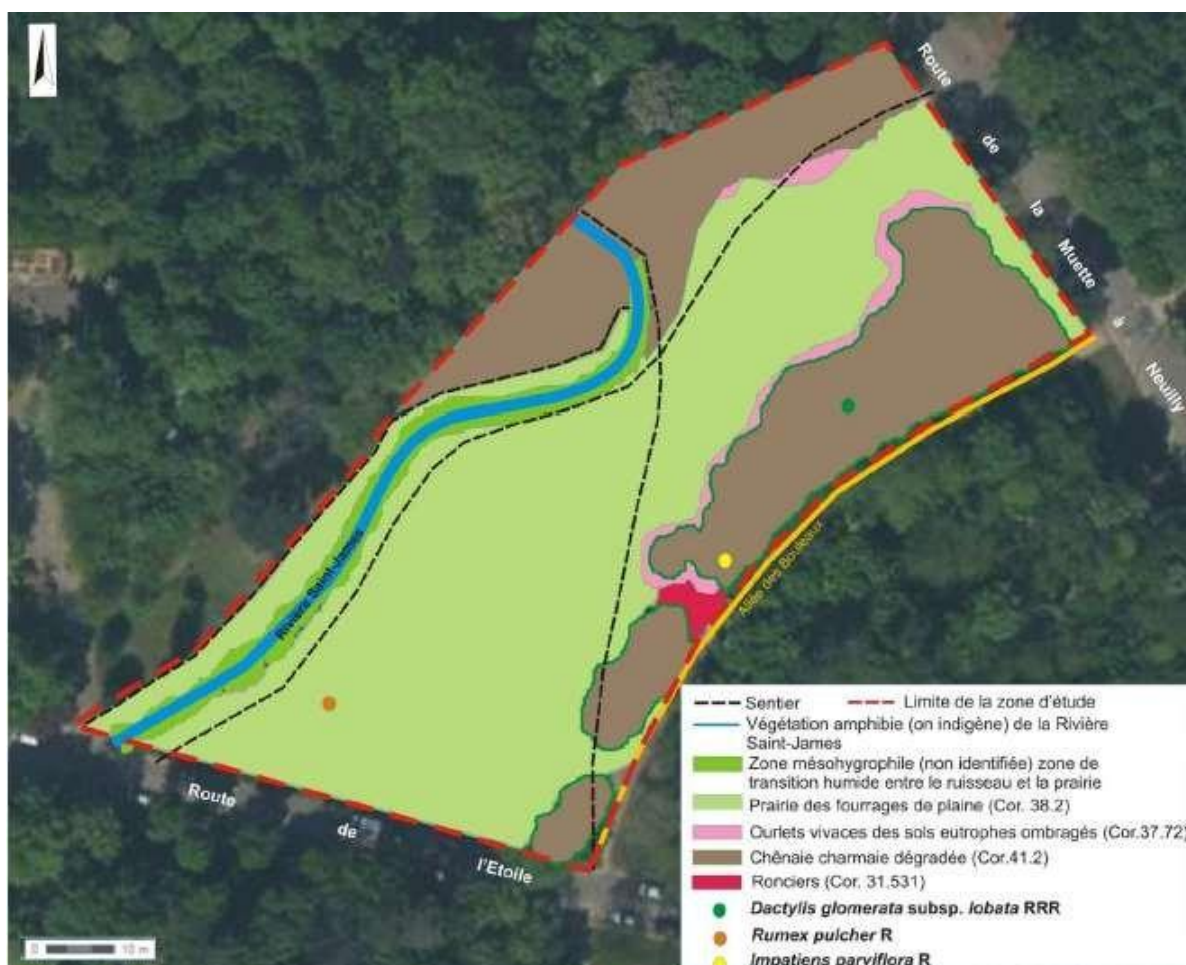 Route
de
la
Muette
à
Neuilly
Rivière Saint-James
Allée des Bouleaux
Route
de
l'Etoile
0 10 m
Sentier
Limite de la zone d'étude
Végétation amphibie (on indigène) de la Rivière
Saint-James
Zone mésohygrophile (non identifiée) zone de
transition humide entre le ruisseau et la prairie
Prairie des fourrages de plaine (Cor. 38.2)
Ourlets vivaces des sols eutrophes ombragés (Cor.37.72)
Chênaie charmaie dégradée (Cor.41.2)
Ronciers (Cor. 31.531)
Dactylis glomerata subsp. lobata RRR
Rumex pulcher R
Impatiens parviflora R